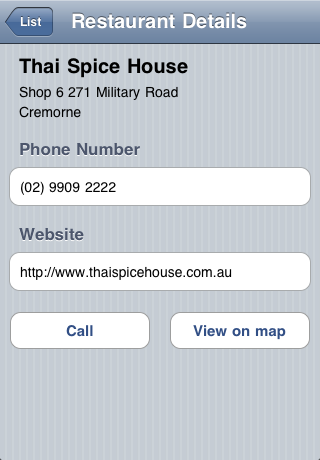 List
Restaurant Details
Thai Spice House
Shop 6 271 Military Road
Cremorne
Phone Number
(02) 9909 2222
Website
http://www.thaispicehouse.com.au
Call
View on map